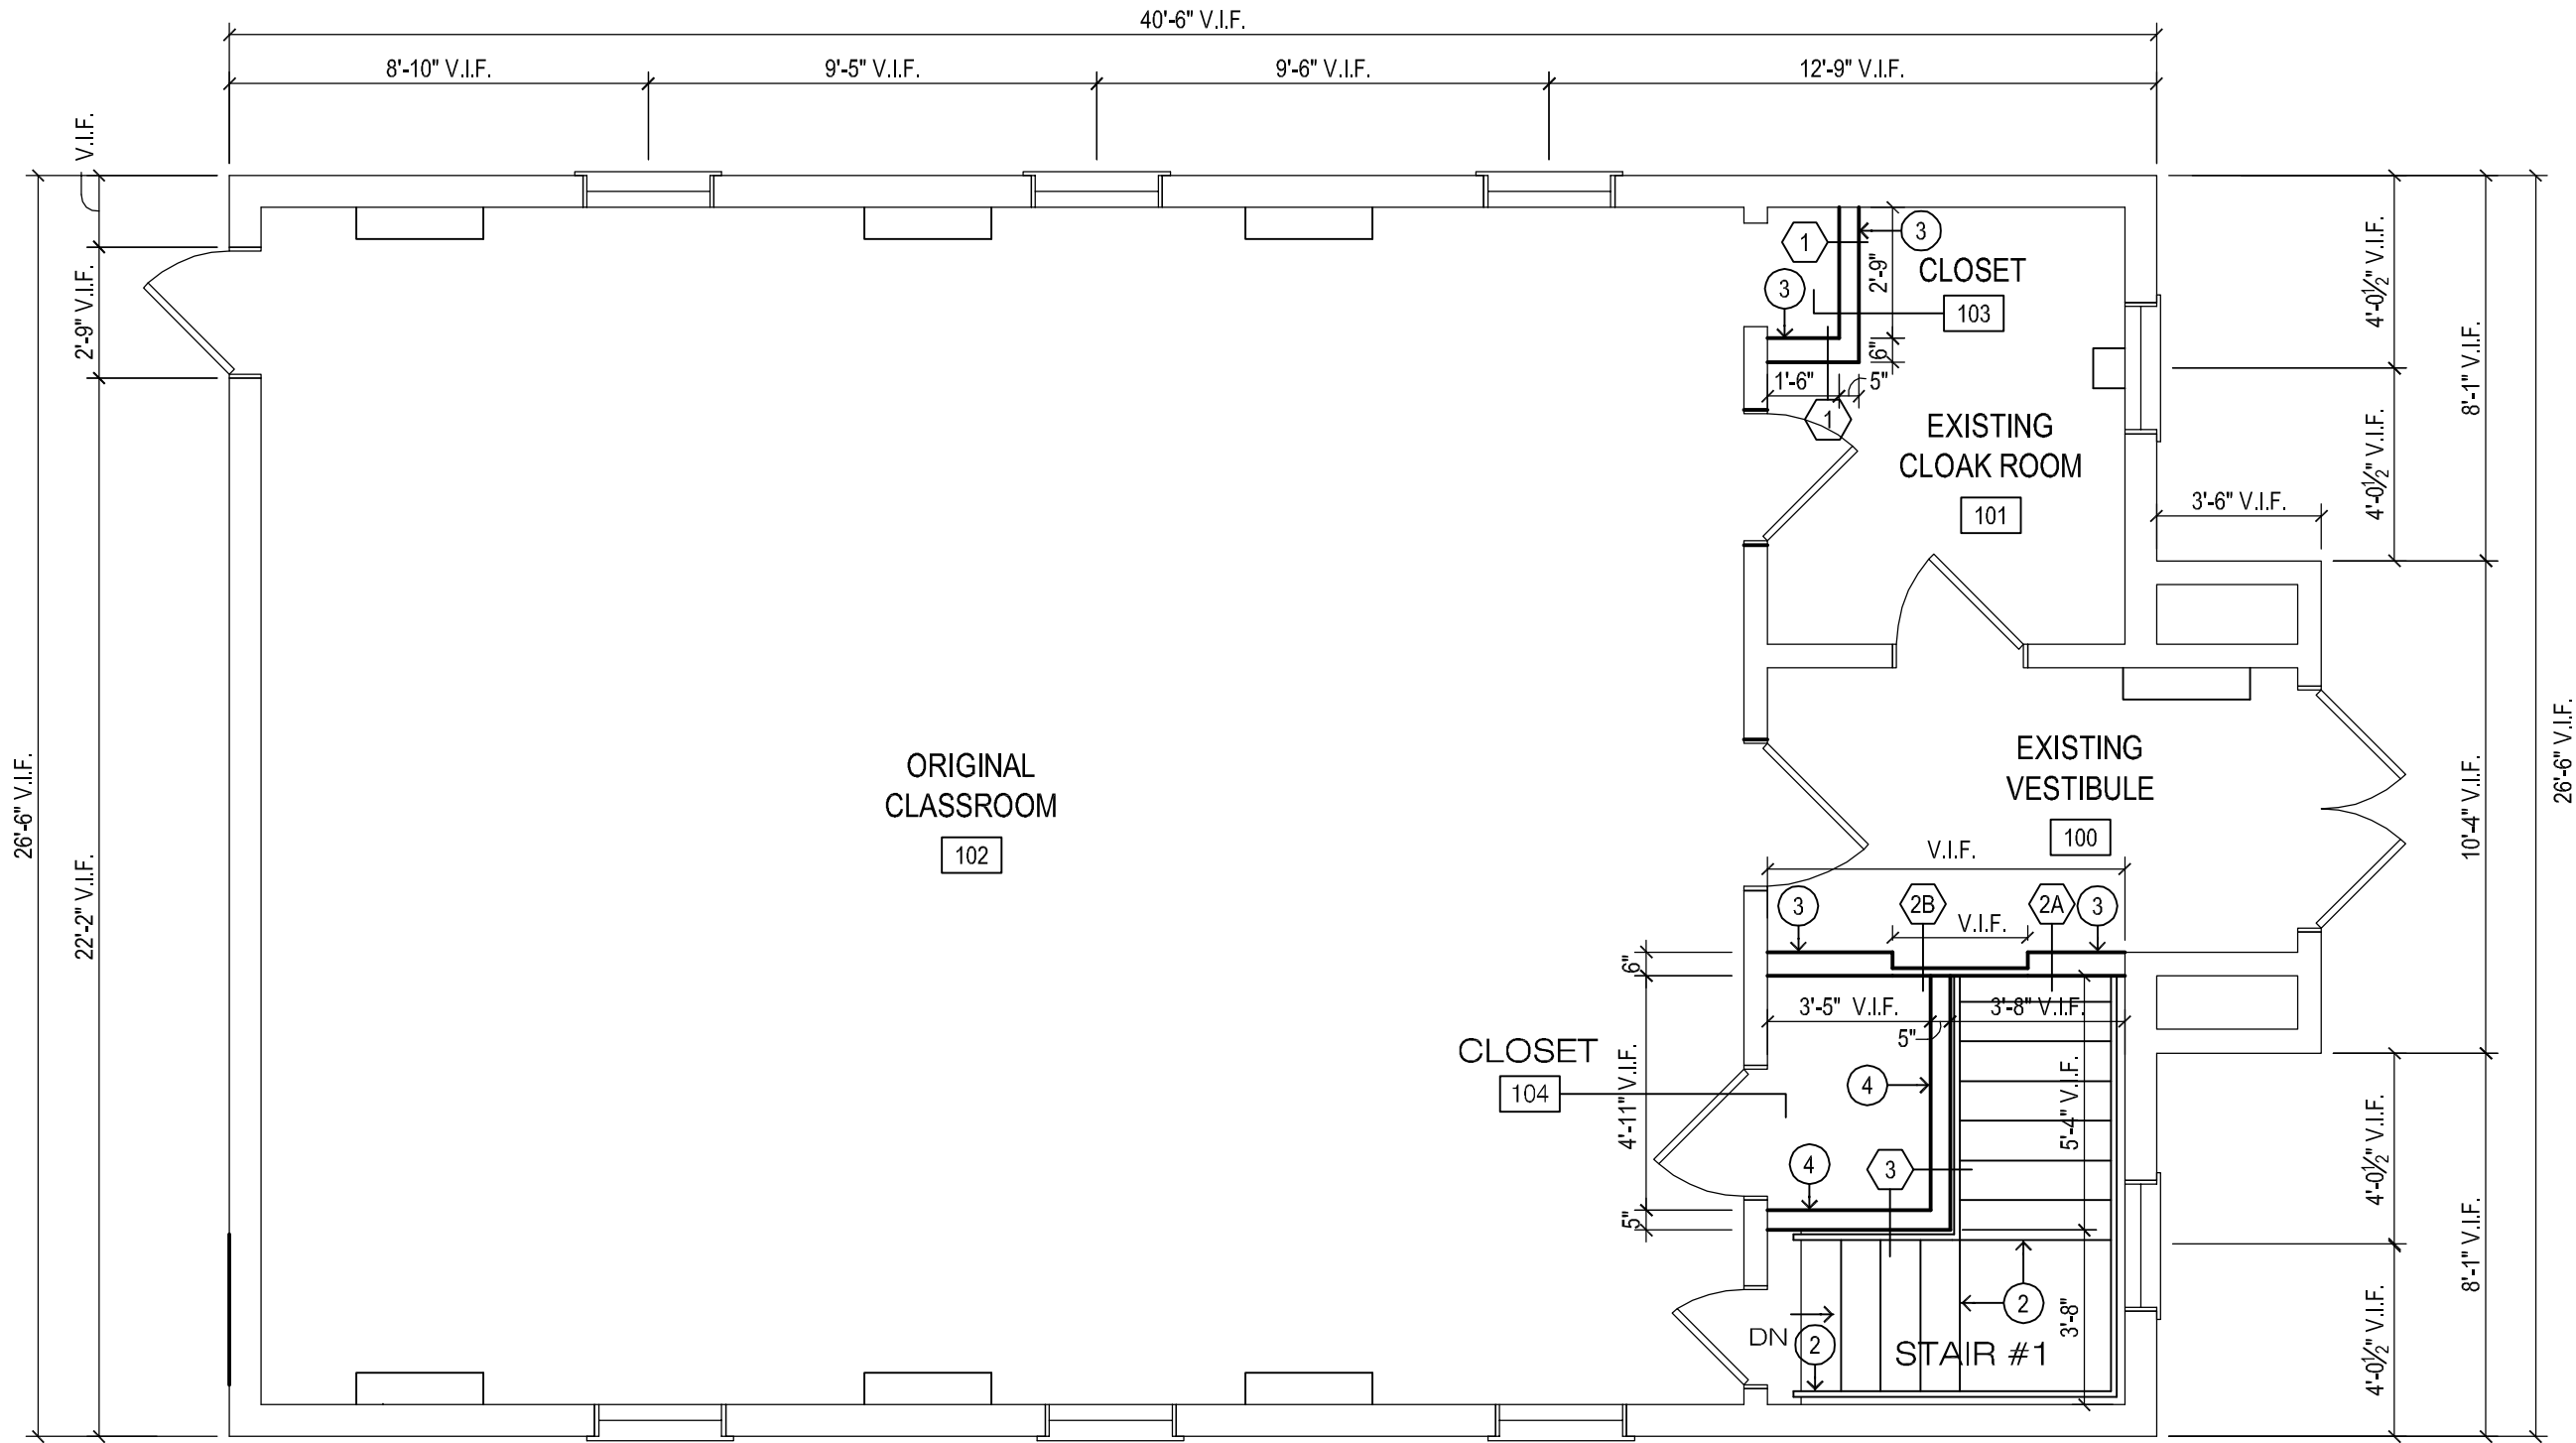 40'-6" V.I.F.
8'-10" V.I.F.
9'-5" V.I.F.
9'-6" V.I.F.
12'-9" V.I.F.
V.I.F.
2'-9" V.I.F.
22'-2" V.I.F.
26'-6" V.I.F.
1
3
2'-9"
CLOSET
103
3
6"
1'-6"
5"
1
EXISTING
CLOAK ROOM
101
4'-0½" V.I.F.
4'-0½" V.I.F.
8'-1" V.I.F.
3'-6" V.I.F.
ORIGINAL
CLASSROOM
102
EXISTING
VESTIBULE
100
10'-4" V.I.F.
26'-6" V.I.F.
V.I.F.
3
2B
2A
3
V.I.F.
6"
3'-5" V.I.F.
3'-8" V.I.F.
5"
CLOSET
104
4'-11" V.I.F.
4
5'-4" V.I.F.
4
3
5"
2
3'-8"
DN
2
STAIR #1
4'-0½" V.I.F.
4'-0½" V.I.F.
8'-1" V.I.F.